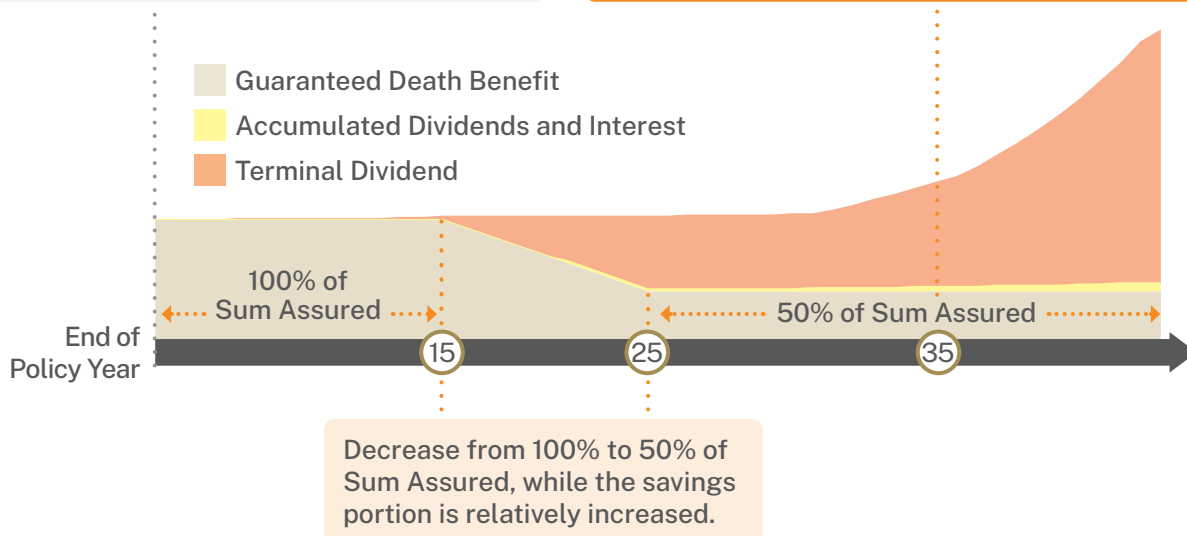 Guaranteed Death Benefit
Accumulated Dividends and Interest
Terminal Dividend
100% of
Sum Assured
50% of Sum Assured
End of
Policy Year
15
25
35
Decrease from 100% to 50% of
Sum Assured, while the savings
portion is relatively increased.